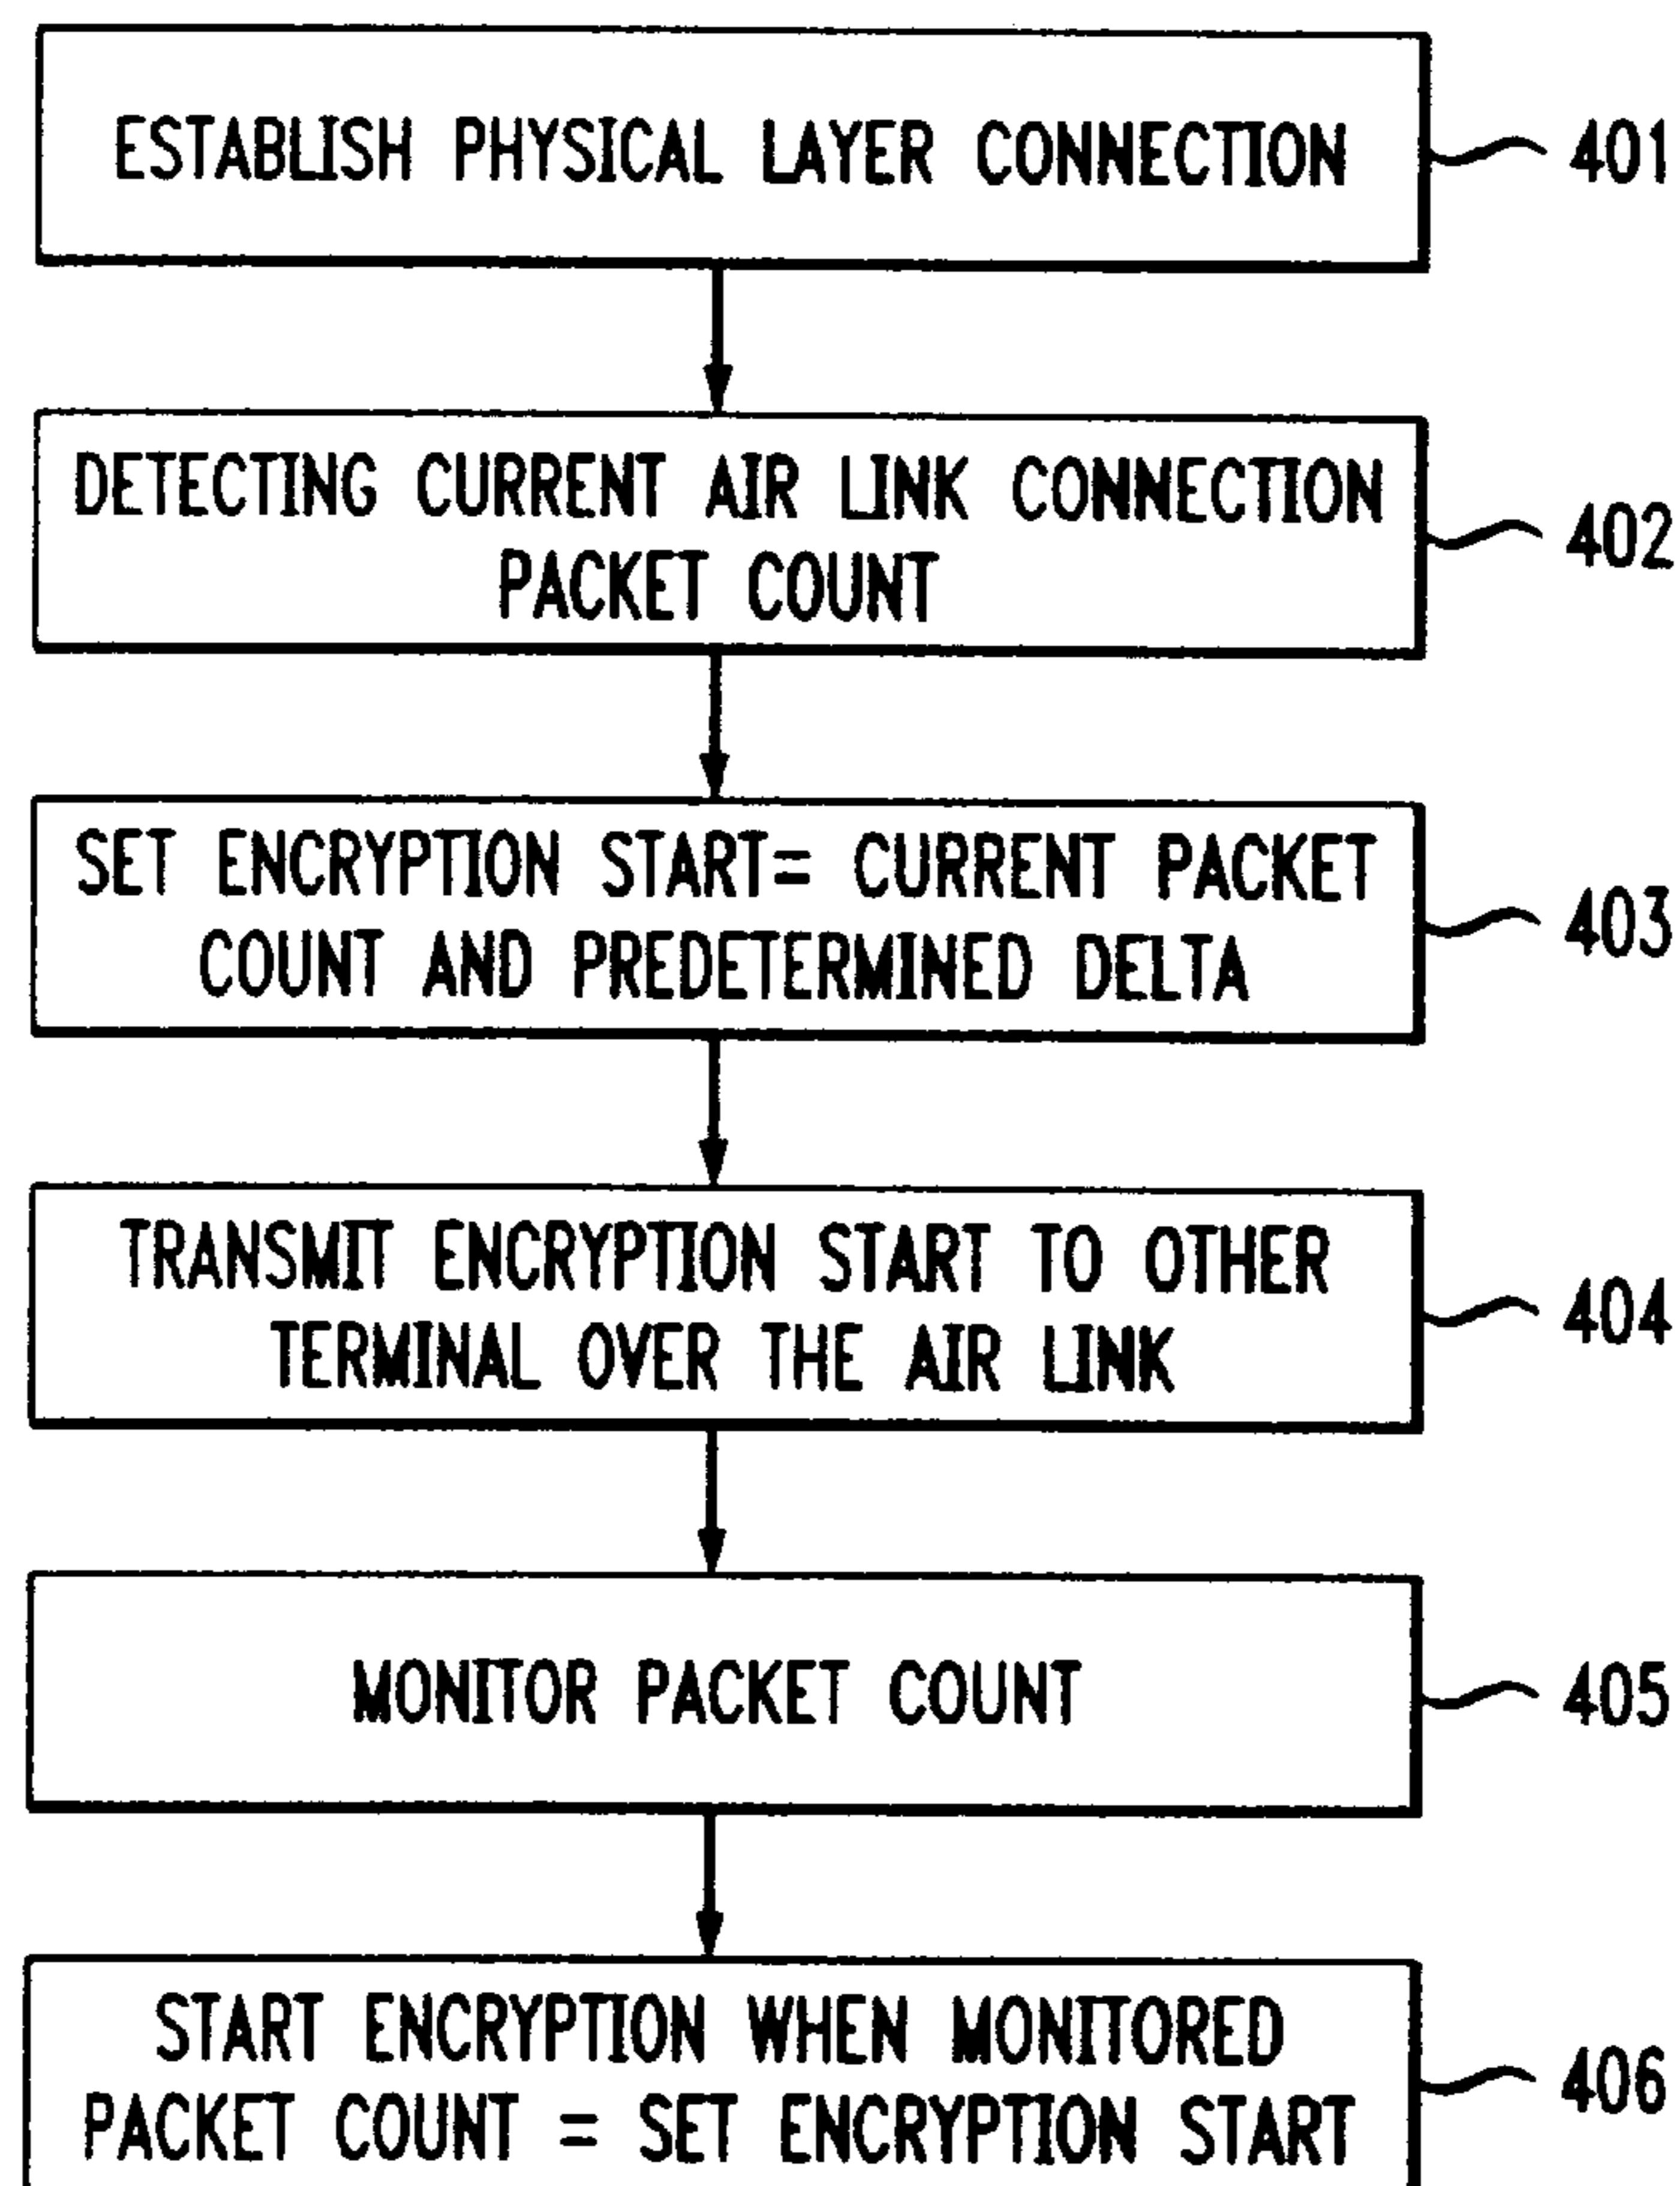 ESTABLISH PHYSICAL LAYER CONNECTION
401
DETECTING CURRENT AIR LINK CONNECTION
PACKET COUNT
402
SET ENCRYPTION START= CURRENT PACKET
COUNT AND PREDETERMINED DELTA
403
TRANSMIT ENCRYPTION START TO OTHER
TERMINAL OVER THE AIR LINK
404
MONITOR PACKET COUNT
405
START ENCRYPTION WHEN MONITORED
PACKET COUNT = SET ENCRYPTION START
406